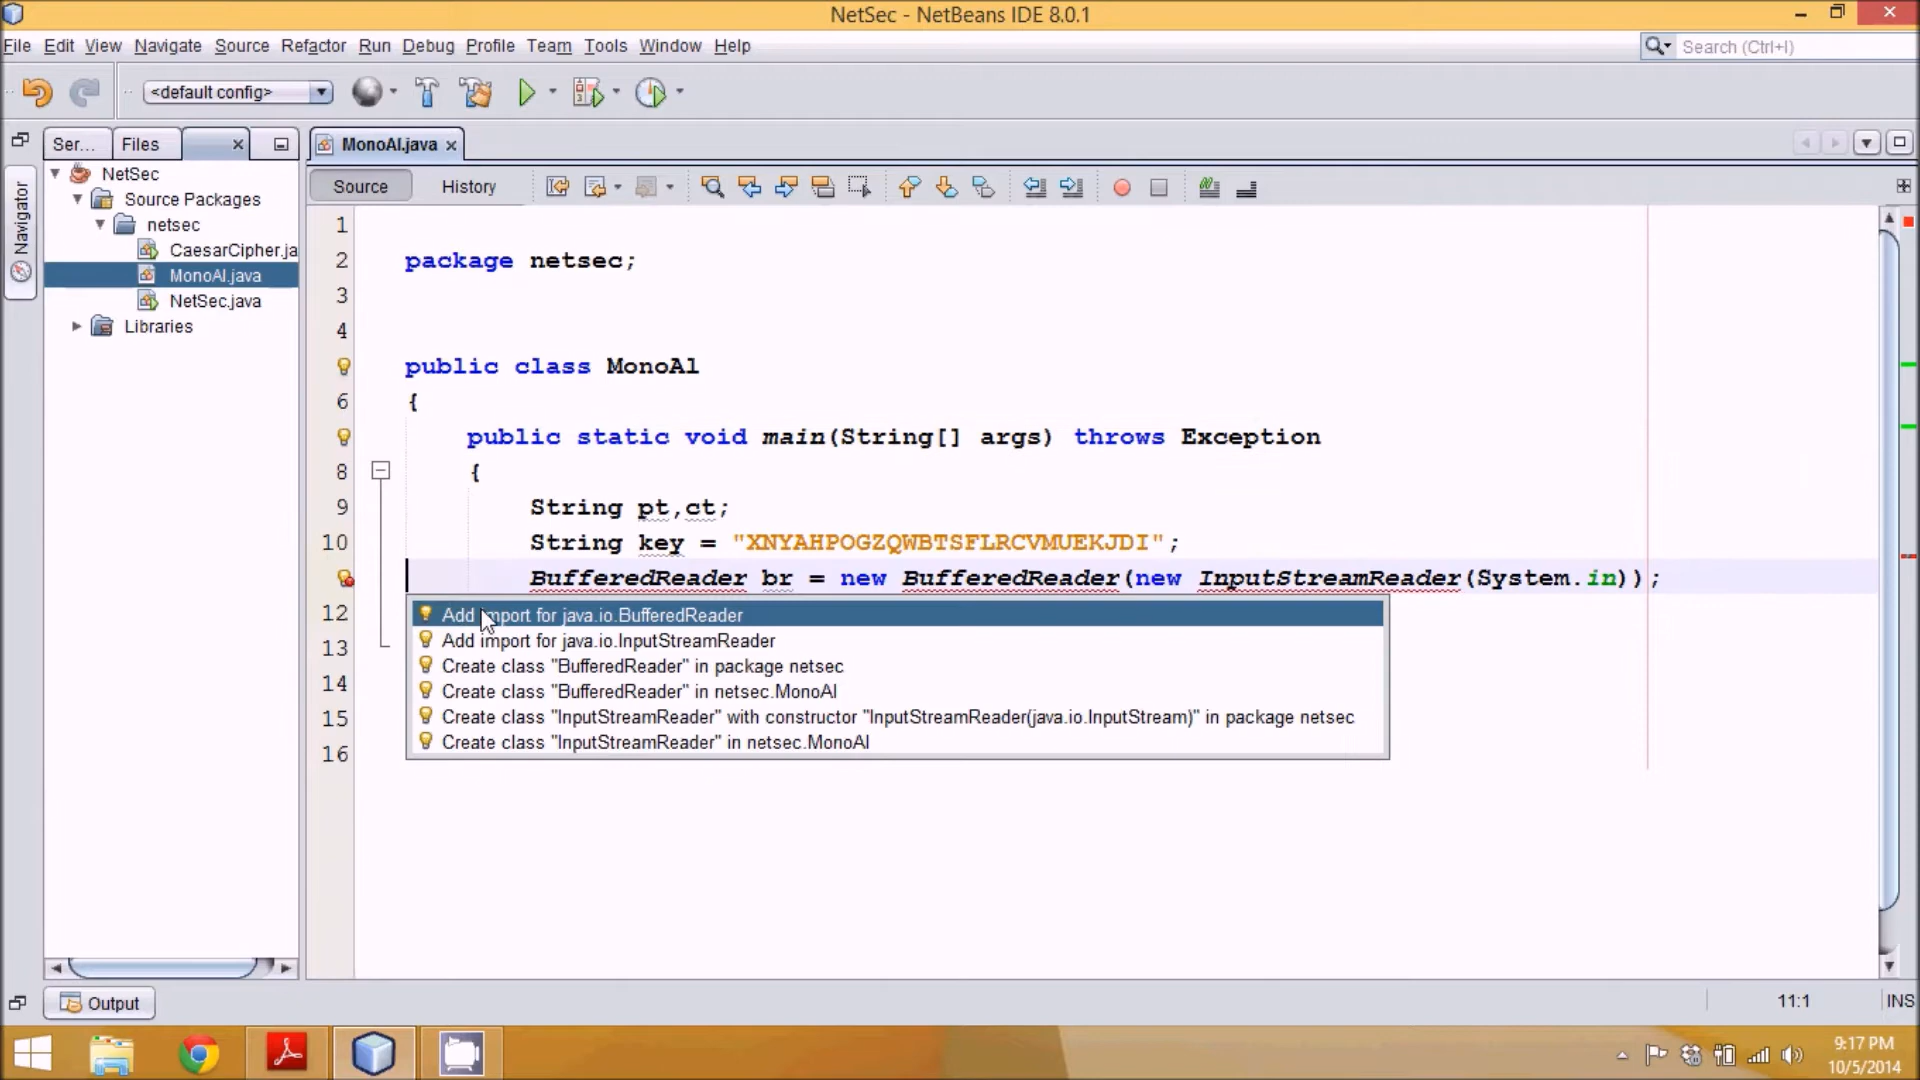 NetSec - NetBeans IDE 8.0.1
File Edit View Navigate Source Refactor Run Debug Profile Team Tools Window Help
Search (Ctrl+I)
<default config>
Ser... Files
MonoAl.java
Navigator
NetSec
Source Packages
netsec
CaesarCipher.ja
MonoAl.java
NetSec.java
Libraries
Source History
1
2 package netsec;
3
4
public class MonoAl
6 {
public static void main(String[] args) throws Exception
8 {
9 String pt,ct;
10 String key = "XNYAHPOGZQWBTSFLRCVMUEKJDI";
BufferedReader br = new BufferedReader(new InputStreamReader(System.in));
12
13
14
15
16
Add import for java.io.BufferedReader
Add import for java.io.InputStreamReader
Create class "BufferedReader" in package netsec
Create class "BufferedReader" in netsec.MonoAl
Create class "InputStreamReader" with constructor "InputStreamReader(java.io.InputStream)" in package netsec
Create class "InputStreamReader" in netsec.MonoAl
Output
11:1 INS
9:17 PM
10/5/2014